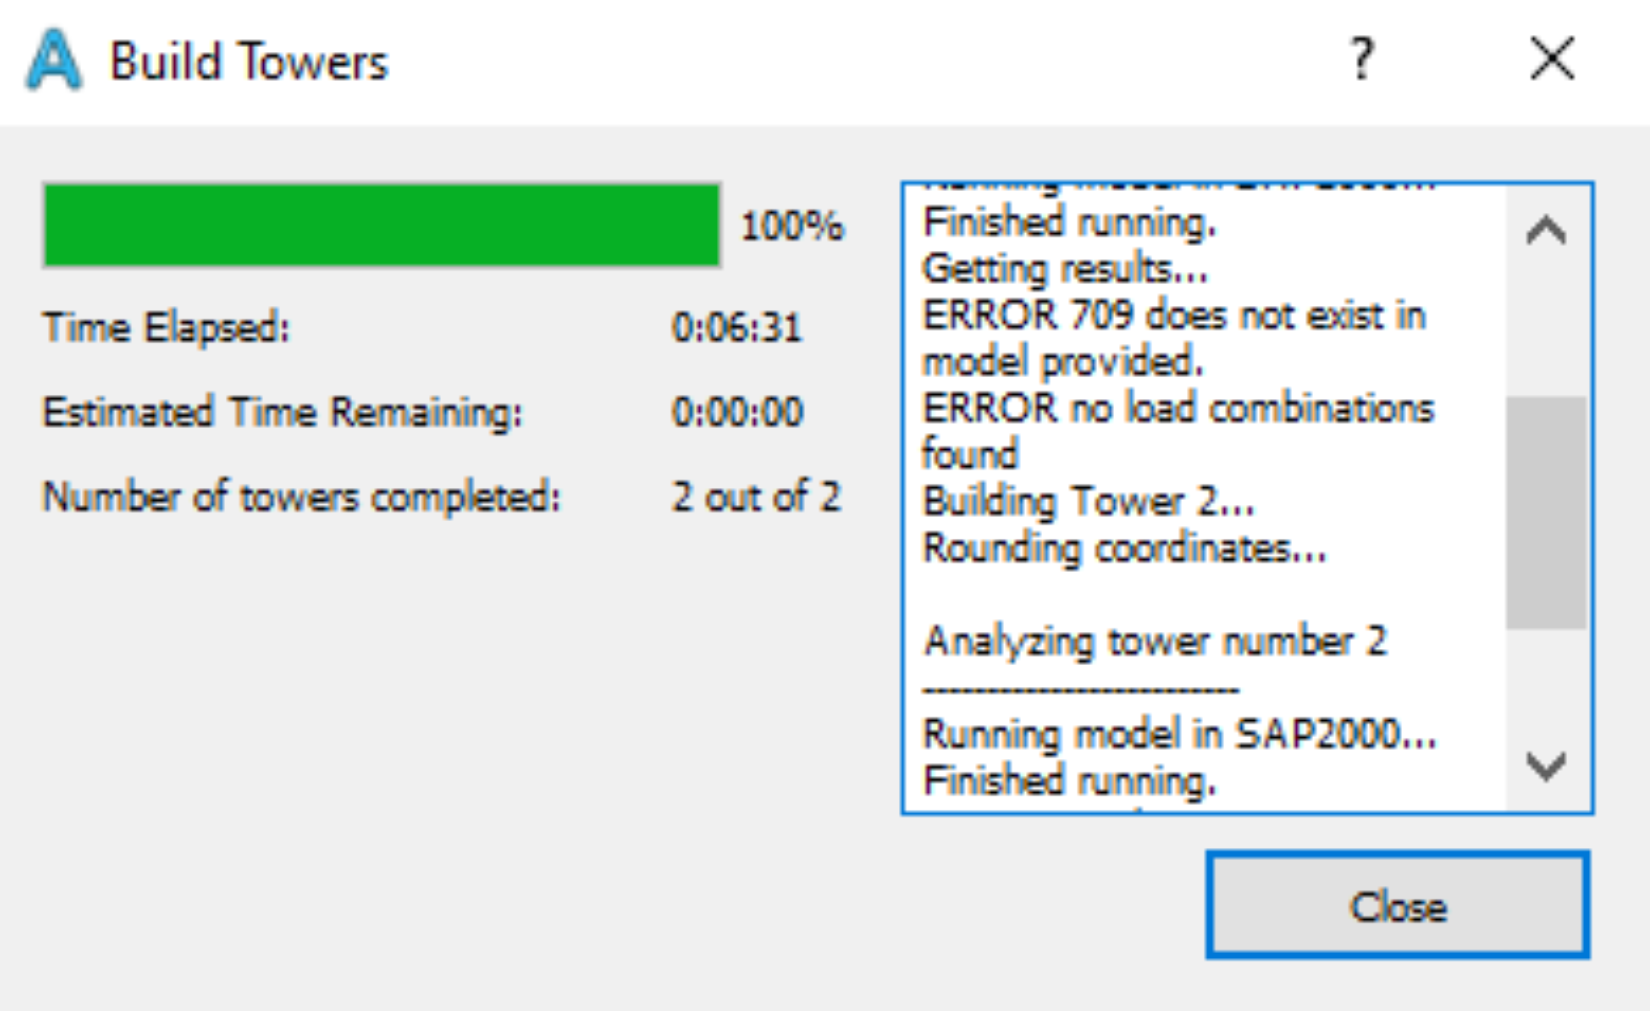 Build Towers
?
100%
Time Elapsed: 0:06:31
Estimated Time Remaining: 0:00:00
Number of towers completed: 2 out of 2
Finished running.
Getting results...
ERROR 709 does not exist in
model provided.
ERROR no load combinations
found
Building Tower 2...
Rounding coordinates...
Analyzing tower number 2
---------------------------
Running model in SAP2000...
Finished running.
Close